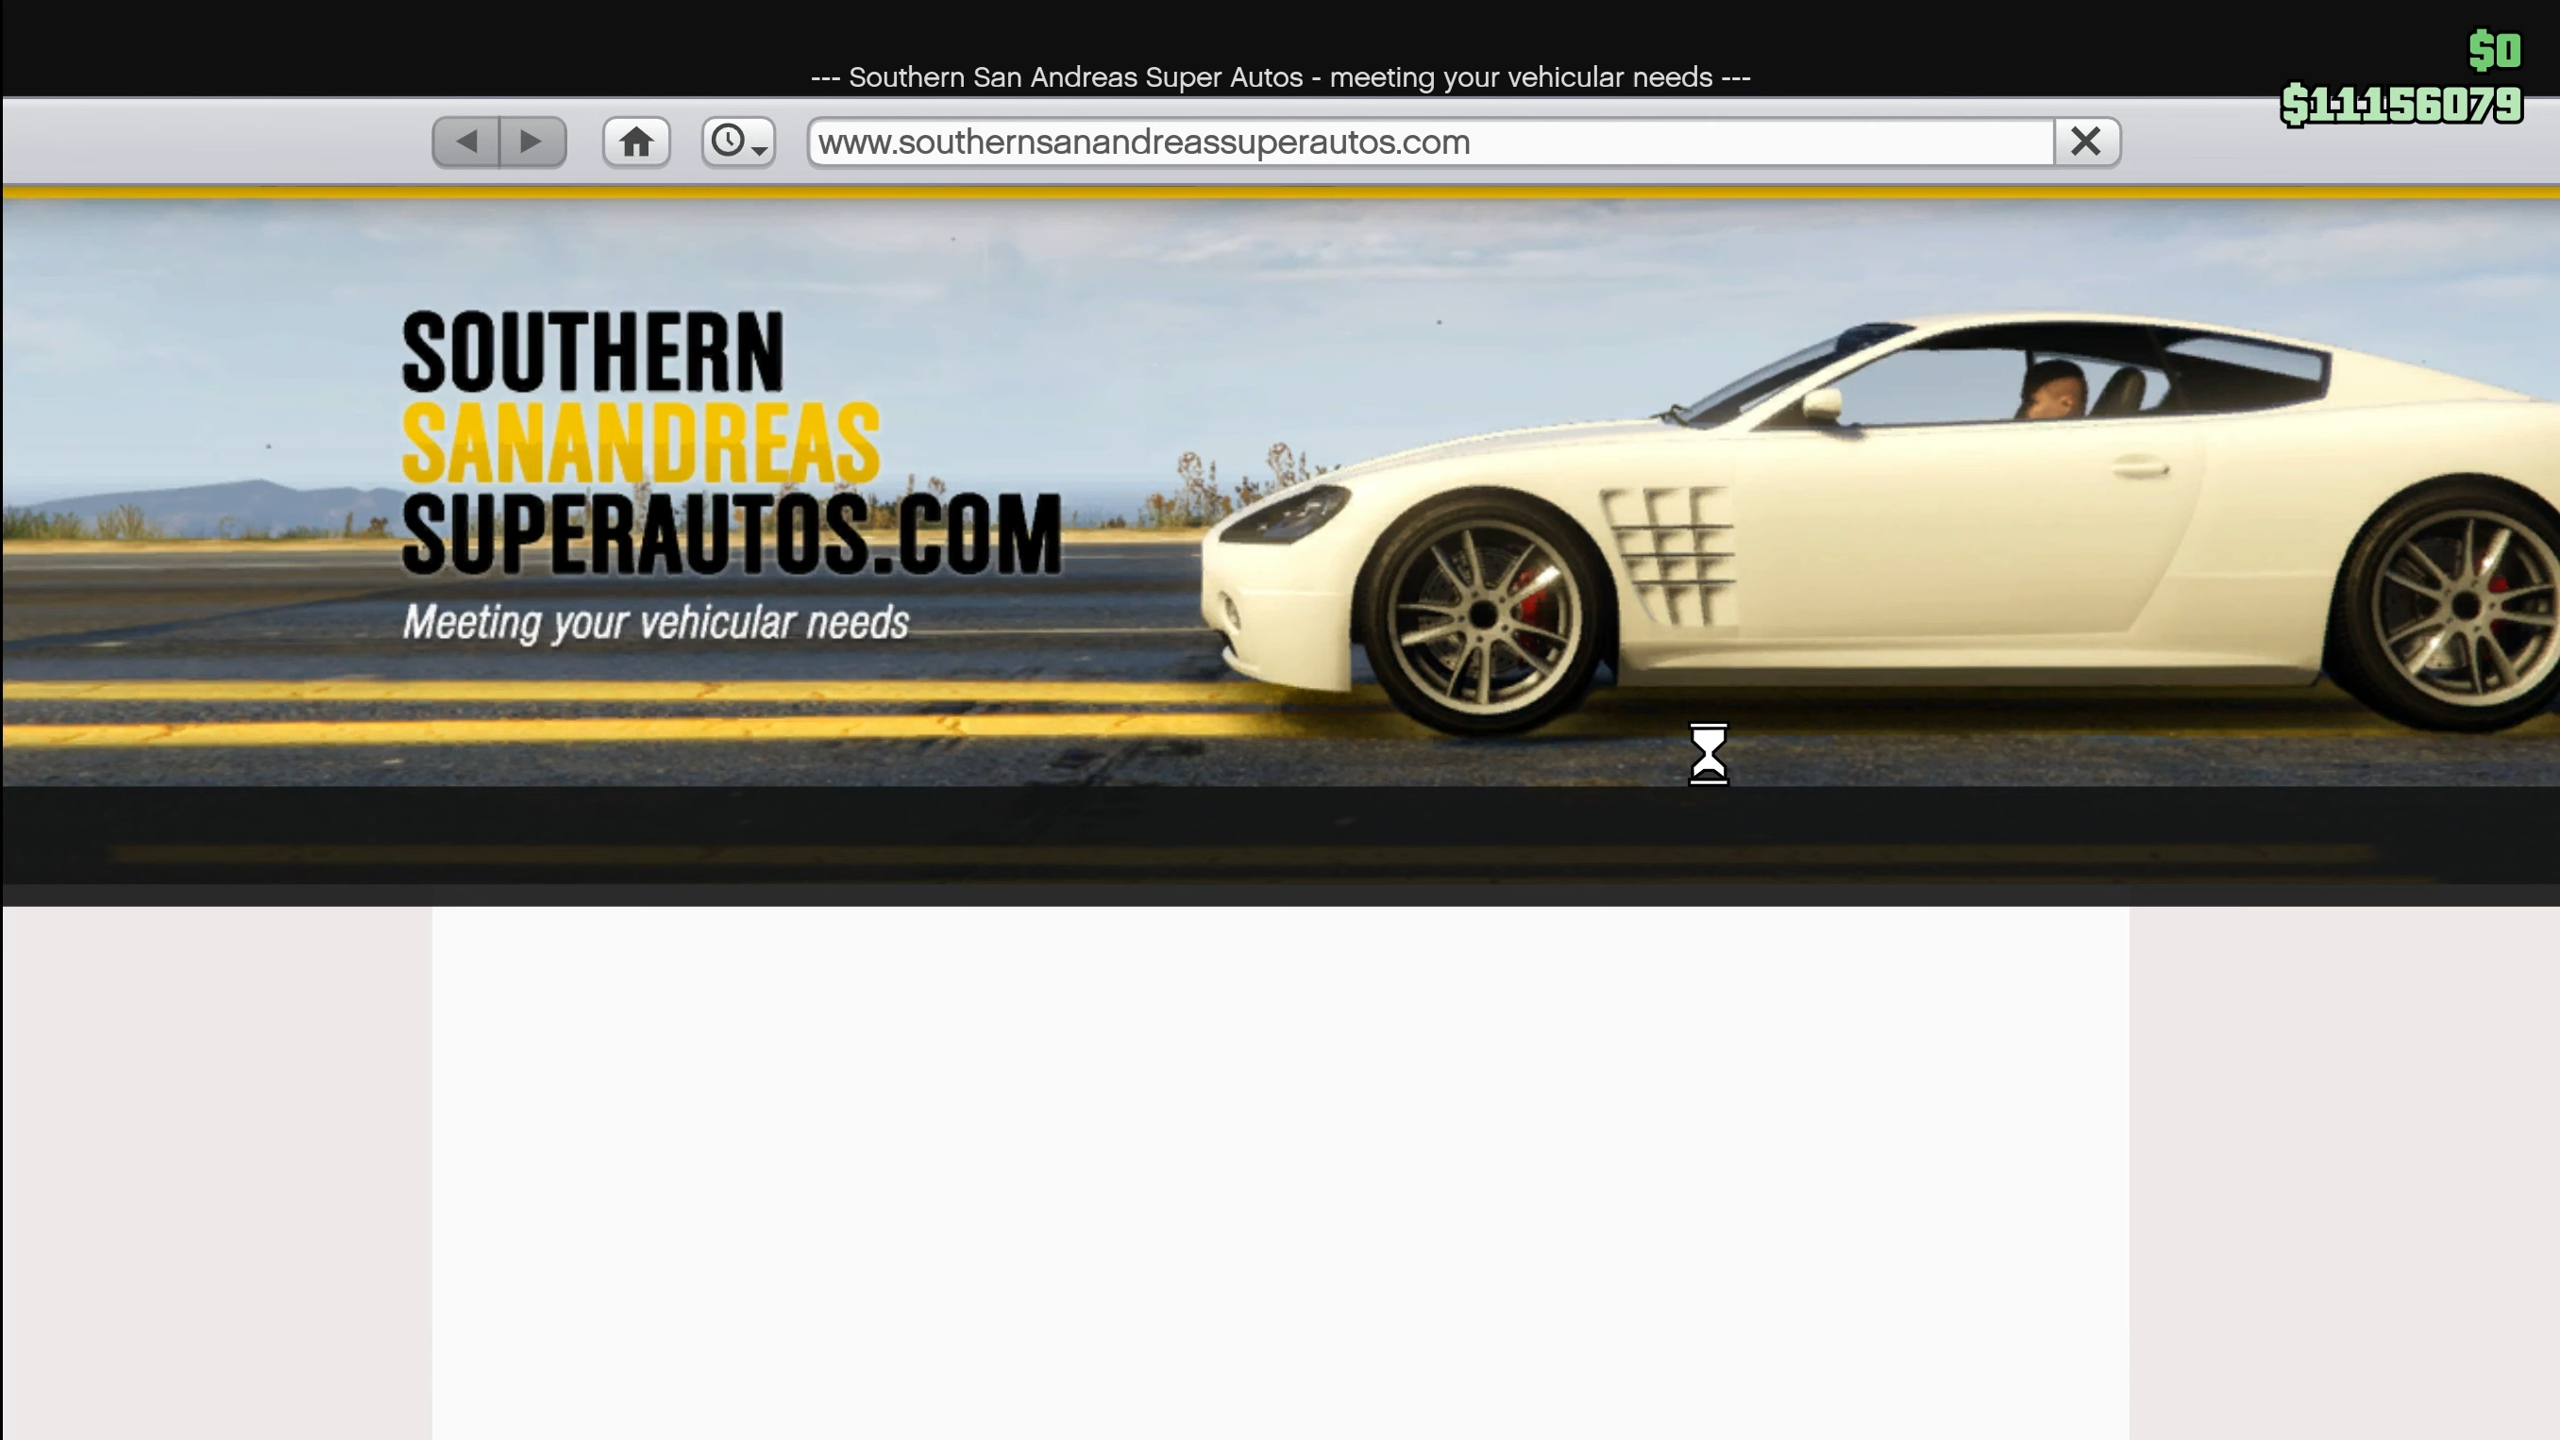 $0
--- Southern San Andreas Super Autos - meeting your vehicular needs ---
$11156079
www.southernsanandreassuperautos.com
SOUTHERN
SANANDREAS
SUPERAUTOS.COM
Meeting your vehicular needs